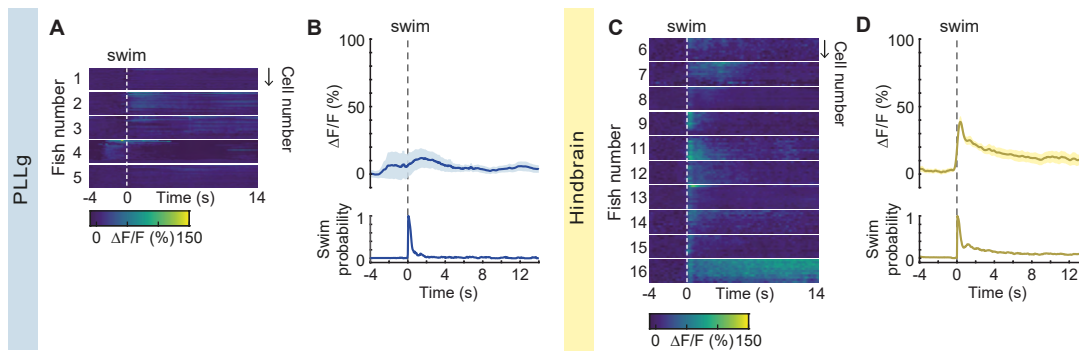 PLLg
A
swim
Fish number
1
2
3
4
5
Cell number
-4 0 Time (s) 14
0 ΔF/F (%) 150
B
swim
ΔF/F (%)
100
50
0
Swim
probability
1
0
-4 0 4 8 12
Time (s)
Hindbrain
C
swim
Fish number
6
7
8
9
11
12
13
14
15
16
Cell number
-4 0 Time (s) 14
0 ΔF/F (%) 150
D
swim
ΔF/F (%)
100
50
0
Swim
probability
1
0
-4 0 4 8 12
Time (s)